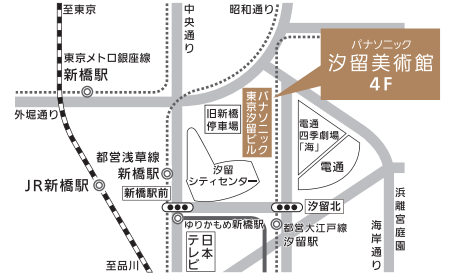 至東京
中央通り
昭和通り
パナソニック
汐留美術館
4F
東京メトロ銀座線
新橋駅
外堀通り
旧新橋
停車場
パナソニック
東京汐留ビル
電通
四季劇場
「海」
電通
都営浅草線
新橋駅
汐留
シティセンター
JR新橋駅
新橋駅前
汐留北
ゆりかもめ新橋駅
日本
テレビ
都営大江戸線
汐留駅
海岸通り
浜離宮庭園
至品川